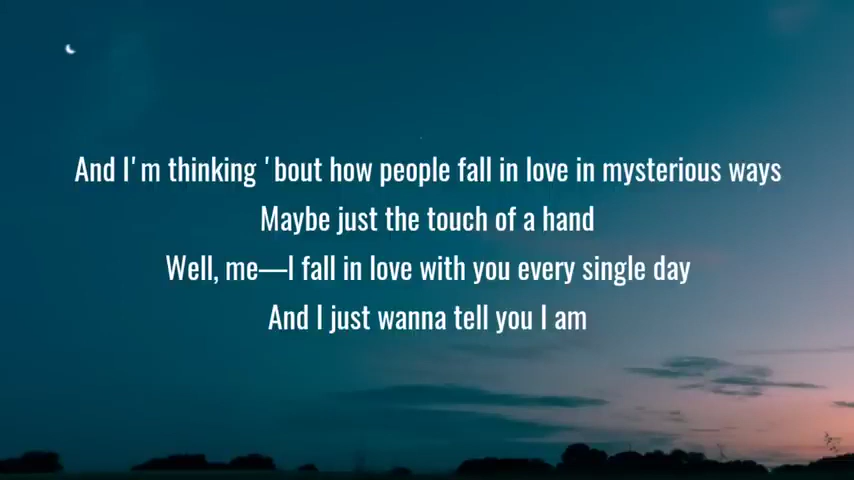 And I'm thinking 'bout how people fall in love in mysterious ways
Maybe just the touch of a hand
Well, me—I fall in love with you every single day
And I just wanna tell you I am